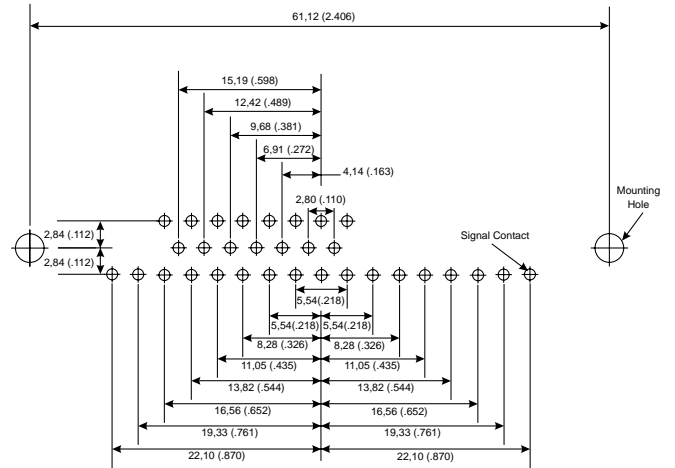 61,12 (2.406)
15,19 (.598)
12,42 (.489)
9,68 (.381)
6,91 (.272)
4,14 (.163)
2,80 (.110)
Mounting
Hole
2,84 (.112)
Signal Contact
2,84 (.112)
5,54(.218)
5,54(.218) 5,54(.218)
8,28 (.326) 8,28 (.326)
11,05 (.435) 11,05 (.435)
13,82 (.544) 13,82 (.544)
16,56 (.652) 16,56 (.652)
19,33 (.761) 19,33 (.761)
22,10 (.870) 22,10 (.870)